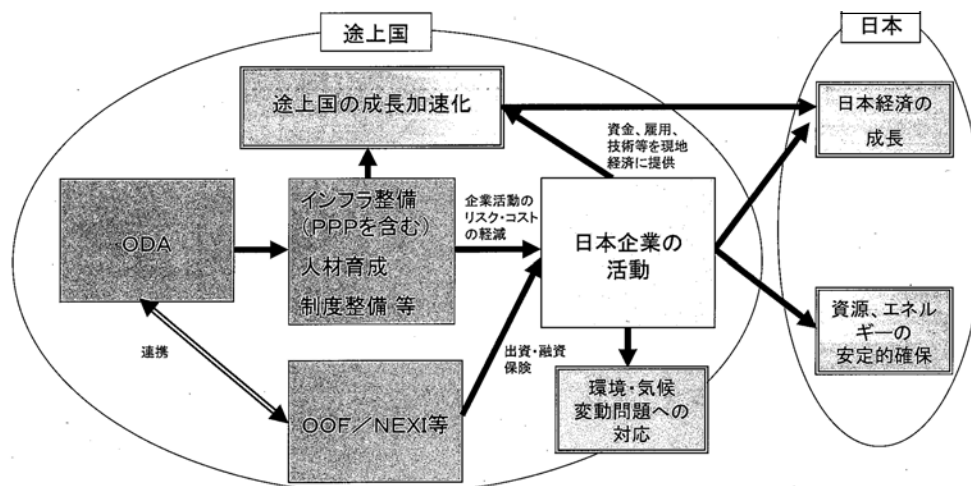 途上国
日本
途上国の成長加速化
日本経済の
成長
資金、雇用、
技術等を現地
経済に提供
ODA
インフラ整備
(PPPを含む)
人材育成
制度整備 等
企業活動の
リスク・コスト
の軽減
日本企業の
活動
資源、エネル
ギーの
安定的確保
連携
OOF/NEXI等
出資・融資
保険
環境・気候
変動問題への
対応